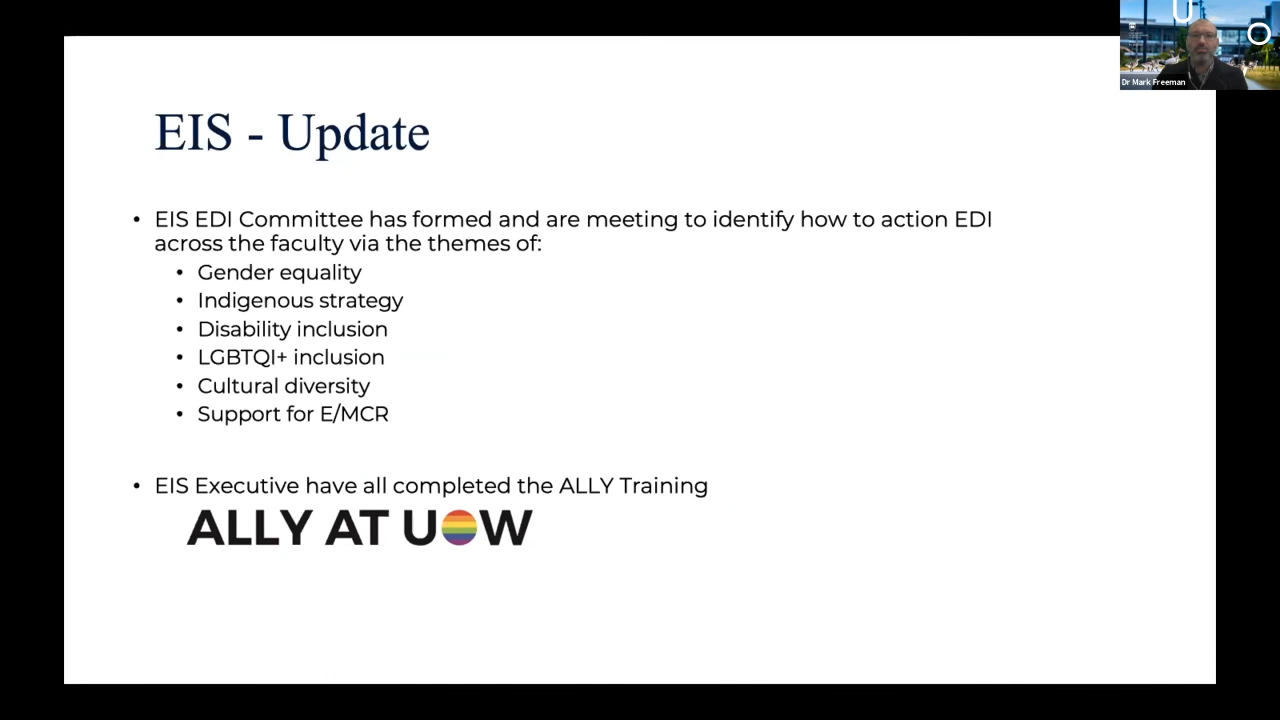 EIS - Update
• EIS EDI Committee has formed and are meeting to identify how to action EDI
across the faculty via the themes of:
• Gender equality
• Indigenous strategy
• Disability inclusion
• LGBTQI+ inclusion
• Cultural diversity
• Support for E/MCR
• EIS Executive have all completed the ALLY Training
ALLY AT UOW
U
O
Dr Mark Freeman